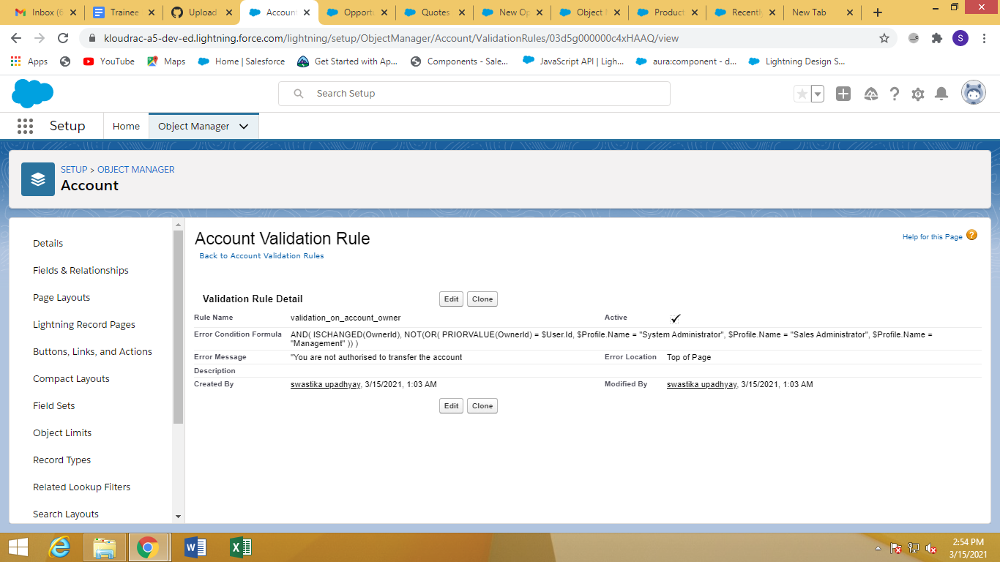 Inbox (6
Trainee
Upload
Accoun
Opportu
Quotes
New Op
Object M
Product
Recently
New Tab
kloudrac-a5-dev-ed.lightning.force.com/lightning/setup/ObjectManager/Account/ValidationRules/03d5g000000c4xHAAQ/view
S
Apps
YouTube
Maps
Home | Salesforce
Get Started with Ap...
Components - Sale...
JavaScript API | Ligh...
aura:component - d...
Lightning Design S...
Search Setup
Setup
Home
Object Manager
SETUP > OBJECT MANAGER
Account
Details
Fields & Relationships
Page Layouts
Lightning Record Pages
Buttons, Links, and Actions
Compact Layouts
Field Sets
Object Limits
Record Types
Related Lookup Filters
Search Layouts
Account Validation Rule
Help for this Page ?
Back to Account Validation Rules
Validation Rule Detail
Edit
Clone
Rule Name validation_on_account_owner
Active
Error Condition Formula AND( ISCHANGED(OwnerId), NOT(OR( PRIORVALUE(OwnerId) = $User.Id, $Profile.Name = "System Administrator", $Profile.Name = "Sales Administrator", $Profile.Name =
"Management" )) )
Error Message "You are not authorised to transfer the account
Error Location Top of Page
Description
Created By swastika upadhyay, 3/15/2021, 1:03 AM
Modified By swastika upadhyay, 3/15/2021, 1:03 AM
Edit
Clone
2:54 PM
3/15/2021